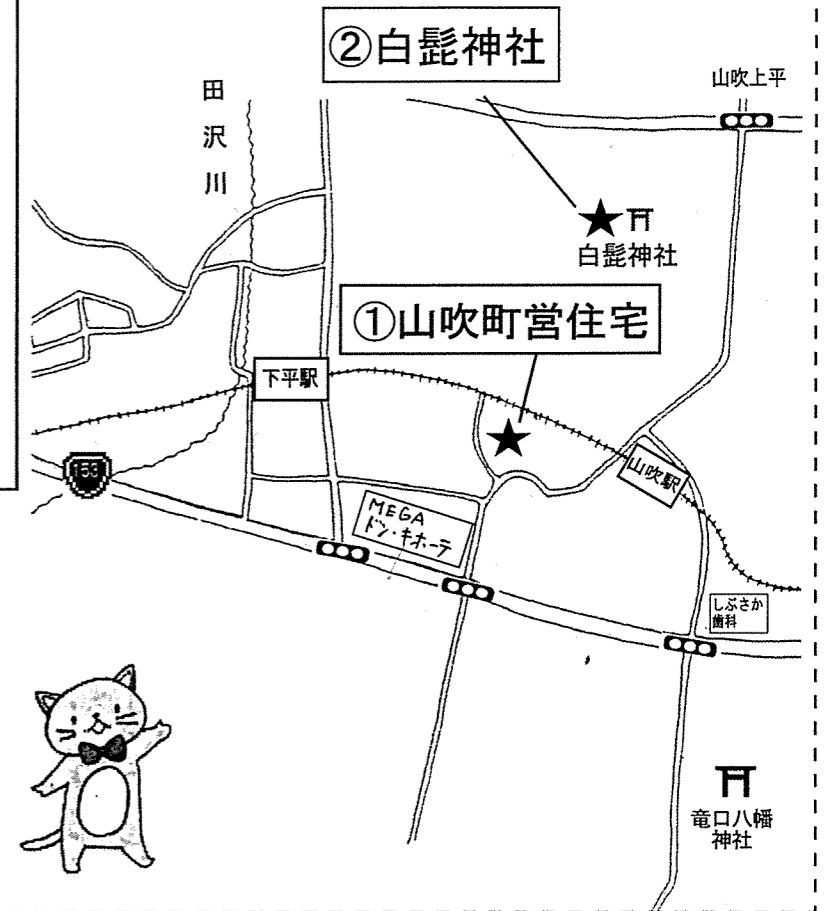 ②白髭神社
山吹上平
田沢川
白髭神社
①山吹町営住宅
下平駅
山吹駅
153
MEGA
ドン・キホーテ
しぶさか
歯科
竜口八幡
神社